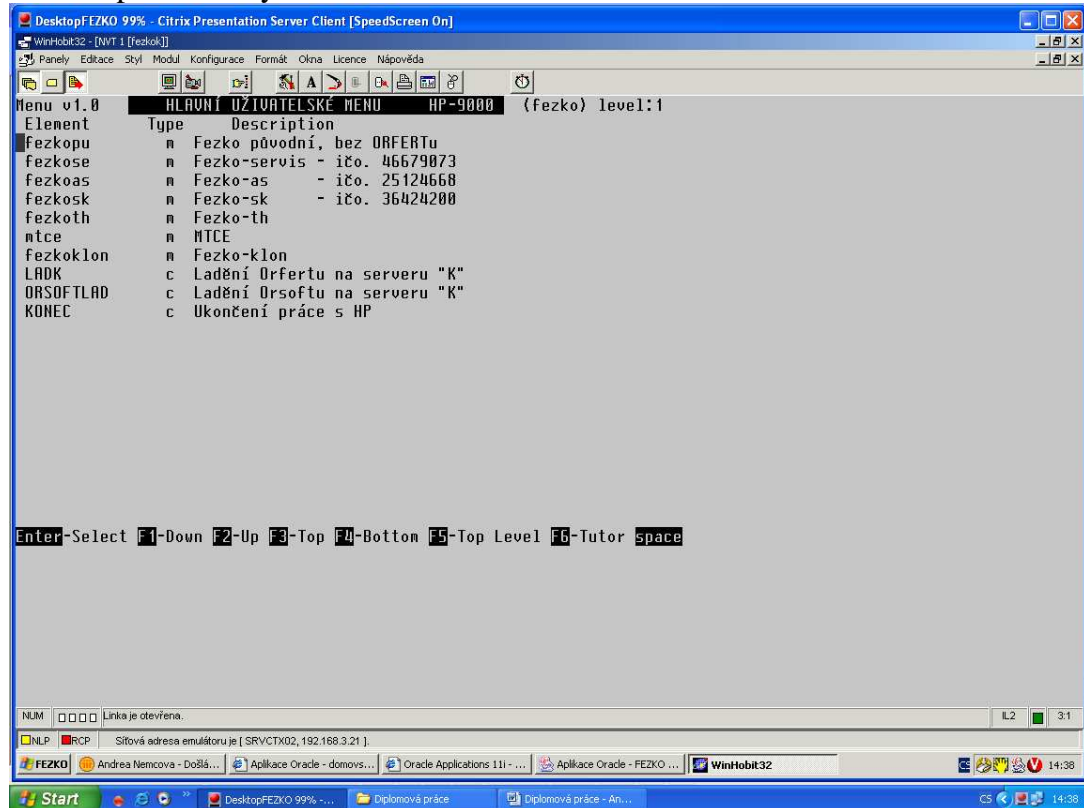 DesktopFEZKO 99% - Citrix Presentation Server Client [SpeedScreen On]
WinHobit32 - [NVT 1 [fezkok]]
Panely Editace Styl Modul Konfigurace Formát Okna Licence Nápověda
Menu v1.0 HLAVNÍ UŽIVATELSKÉ MENU HP-9000 (fezko) level:1
Element Type Description
fezkopu m Fezko původní, bez ORFERTu
fezkose m Fezko-servis - ičo. 46679073
fezkoas m Fezko-as - ičo. 25124668
fezkosk m Fezko-sk - ičo. 36424200
fezkoth m Fezko-th
mtce m MTCE
fezkoklon m Fezko-klon
LADK c Ladění Orfertu na serveru "K"
ORSOFTLAD c Ladění Orsoftu na serveru "K"
KONEC c Ukončení práce s HP
Enter-Select F1-Down F2-Up F3-Top F4-Bottom F5-Top Level F6-Tutor space
NUM Linka je otevřena. IL2 3:1
NLP RCP Síťová adresa emulátoru je [ SRVCTX02, 192.168.3.21 ].
FEZKO Andrea Nemcova - Došlá... Aplikace Oracle - domovs... Oracle Applications 11i - ... Aplikace Oracle - FEZKO ... WinHobit32 14:38
Start DesktopFEZKO 99% -... Diplomová práce Diplomová práce - An... CS 14:38